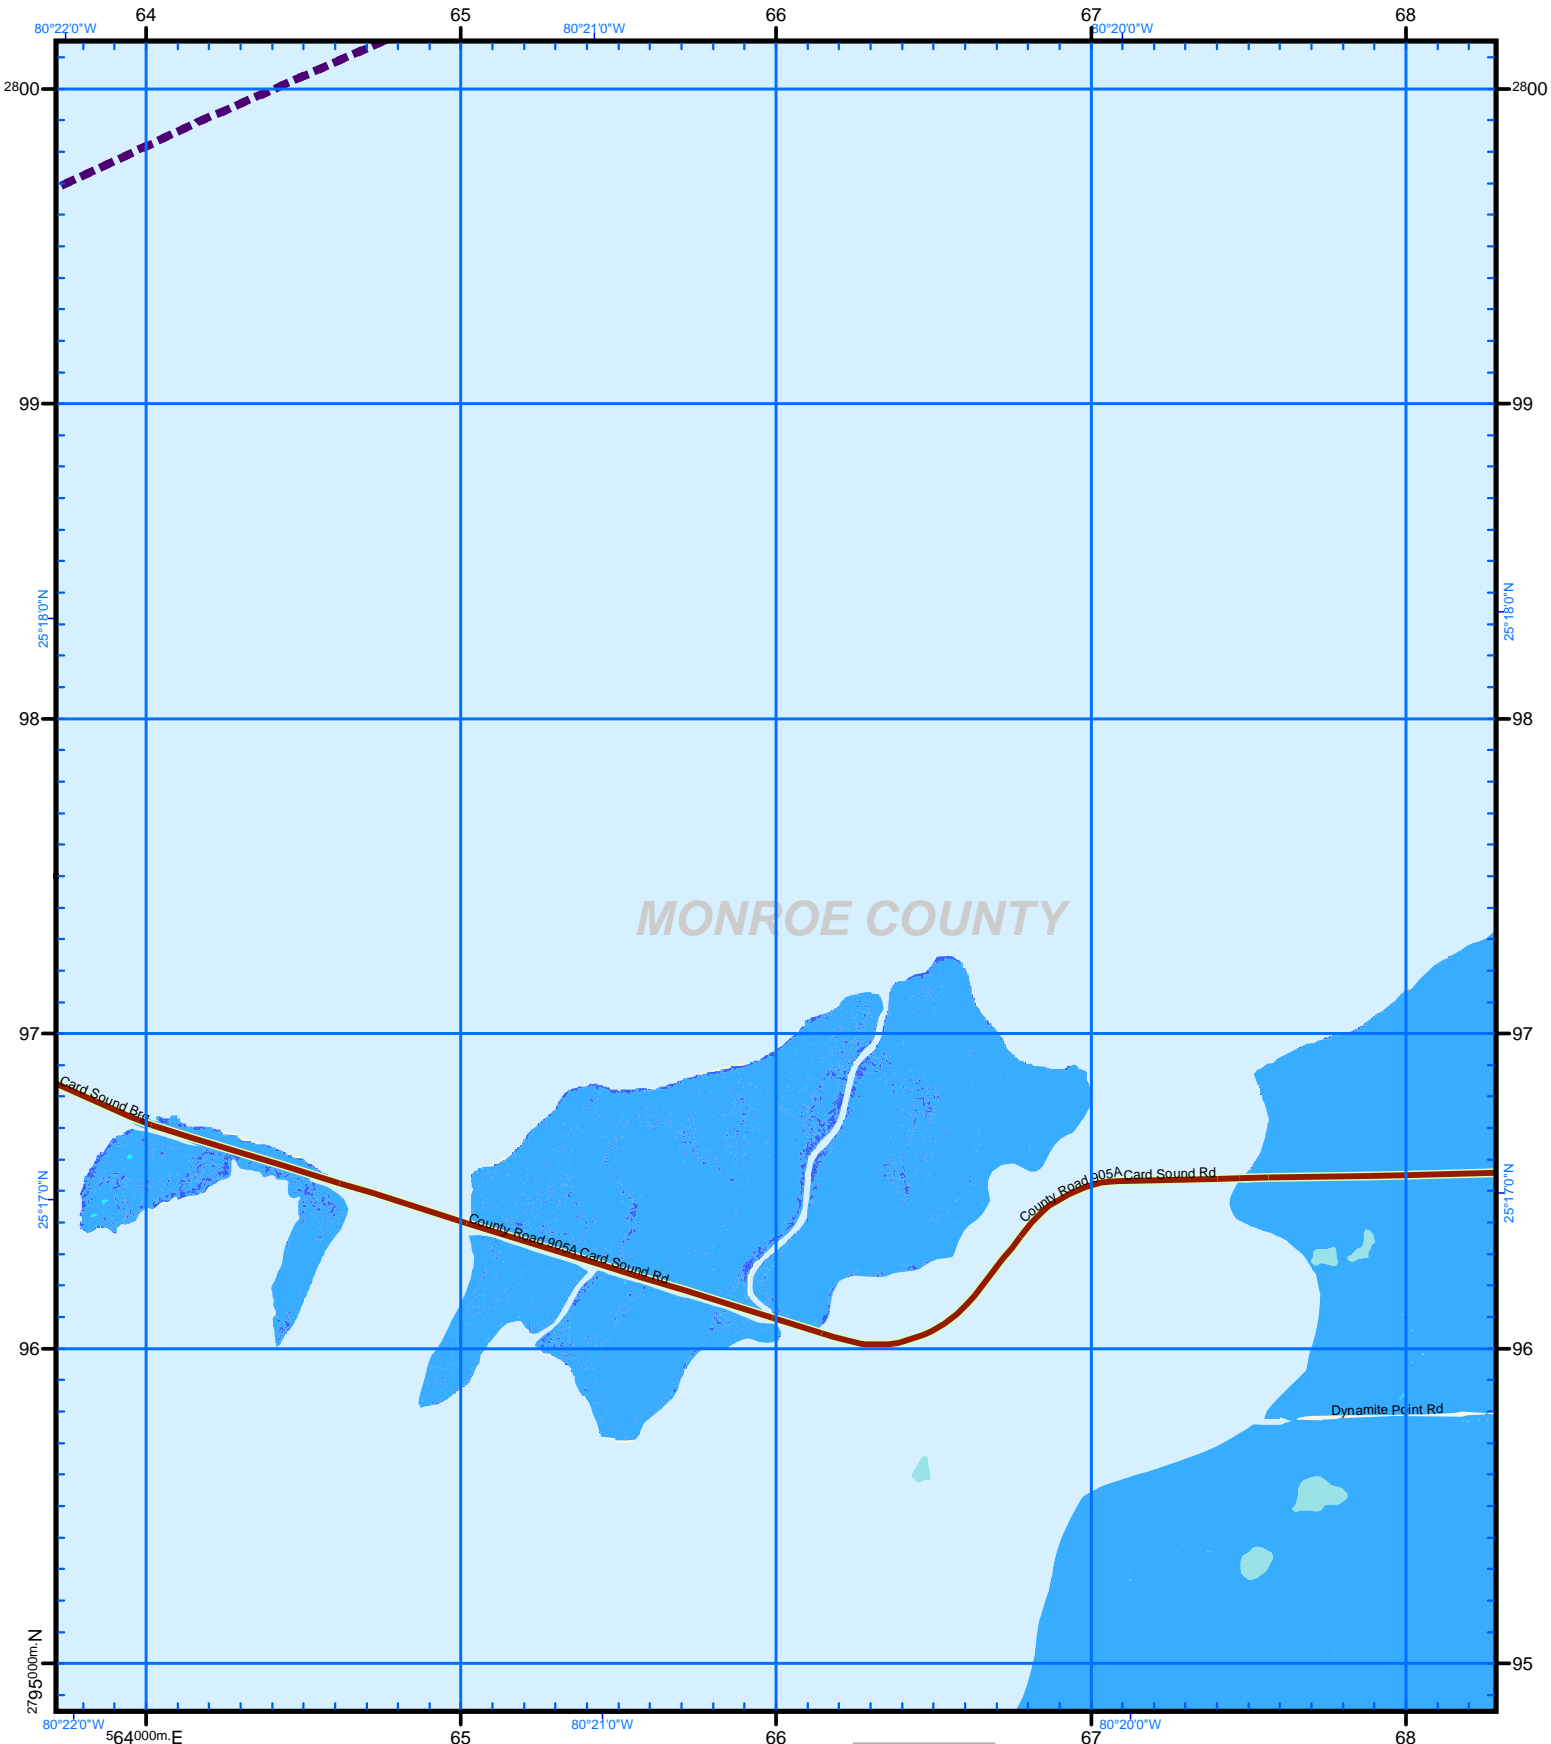 64 65 66 67 68
80°22'0"W 80°21'0"W 80°20'0"W
2800 2800
99 99
25°18'0"N 25°18'0"N
98 98
MONROE COUNTY
97 97
Card Sound Brg
County Road 905A Card Sound Rd
County Road 905A Card Sound Rd
25°17'0"N 25°17'0"N
96 96
Dynamite Point Rd
2795000m.N 95
80°22'0"W 80°21'0"W 80°20'0"W
564000m.E 65 66 67 68